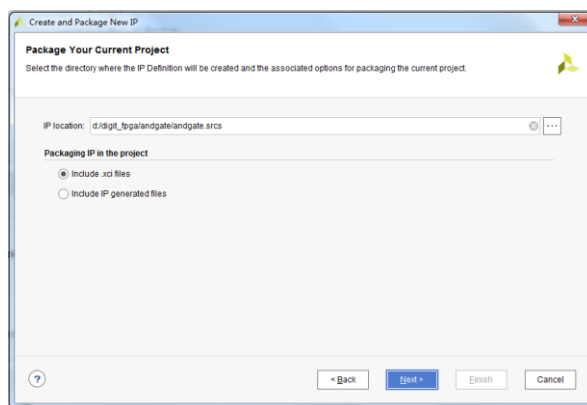 Create and Package New IP
Package Your Current Project
Select the directory where the IP Definition will be created and the associated options for packaging the current project.
IP location: d:/digit_fpga/andgate/andgate.srcs
Packaging IP in the project
Include .xci files
Include IP generated files
? < Back Next > Finish Cancel